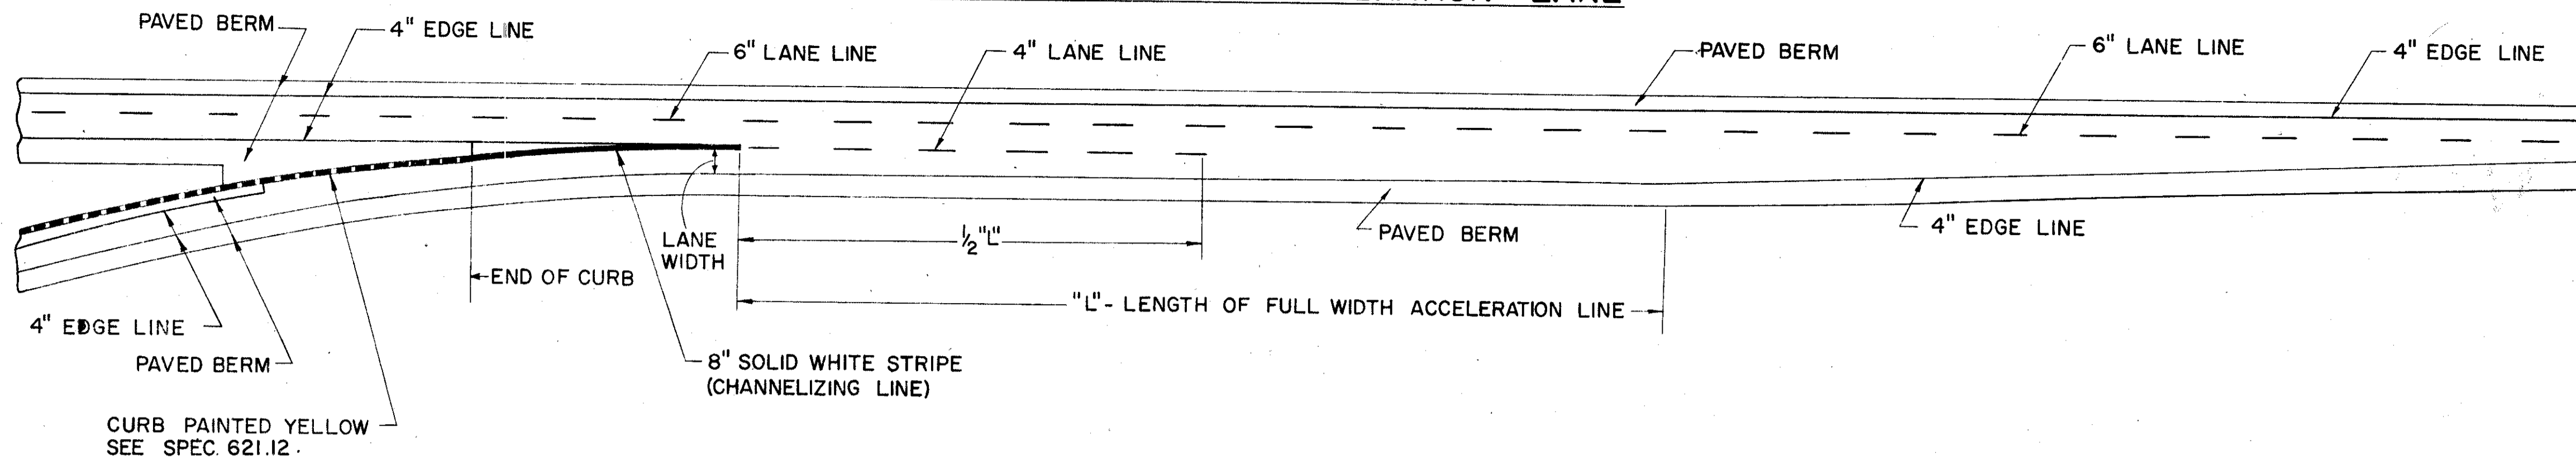 LANE
PAVED BERM
4" EDGE LINE
6" LANE LINE
4" LANE LINE
PAVED BERM
6" LANE LINE
4" EDGE LINE
LANE
WIDTH
½"L"
PAVED BERM
4" EDGE LINE
END OF CURB
"L"- LENGTH OF FULL WIDTH ACCELERATION LINE
4" EDGE LINE
PAVED BERM
8" SOLID WHITE STRIPE
(CHANNELIZING LINE)
CURB PAINTED YELLOW
SEE SPEC. 621.12.